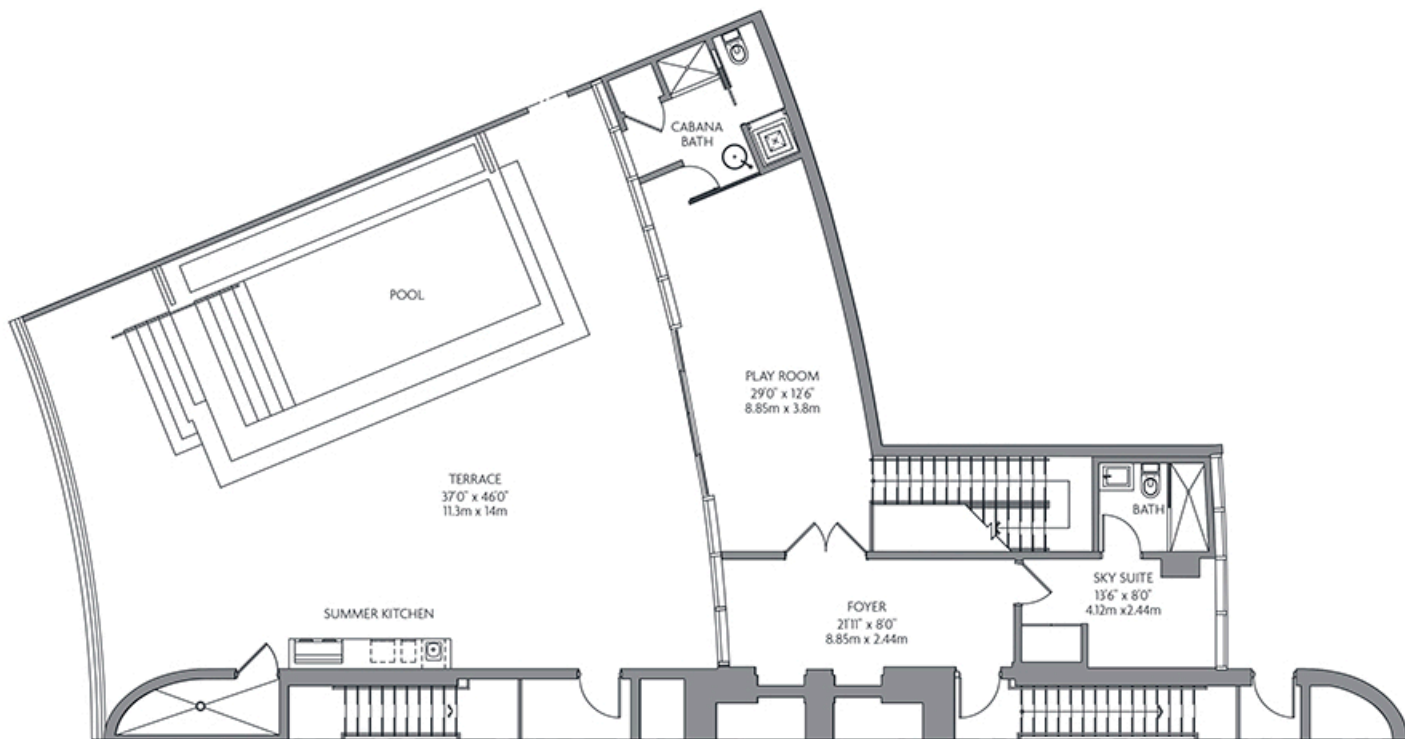 CABANA
BATH
POOL
PLAY ROOM
29'0" x 12'6"
8.85m x 3.8m
TERRACE
37'0" x 46'0"
11.3m x 14m
BATH
SKY SUITE
13'6" x 8'0"
4.12m x2.44m
FOYER
21'11" x 8'0"
8.85m x 2.44m
SUMMER KITCHEN